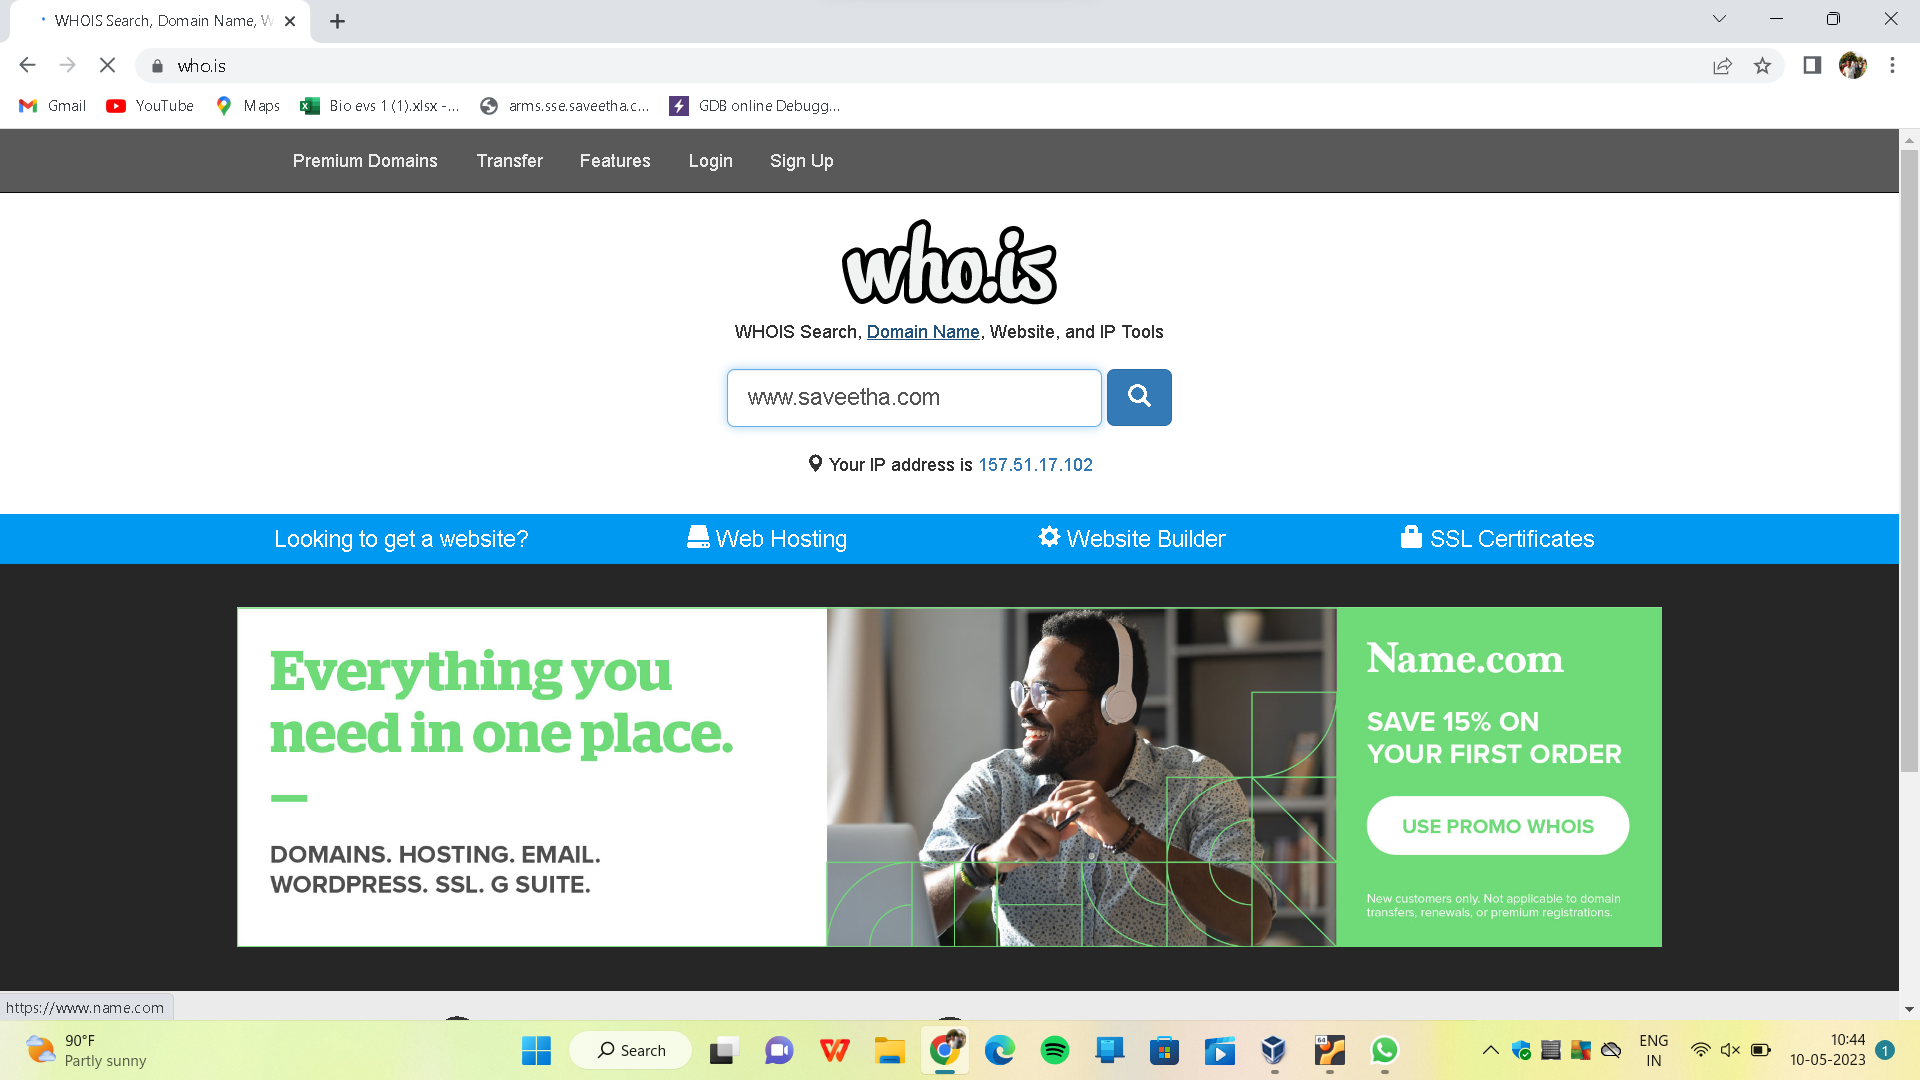 WHOIS Search, Domain Name, W
who.is
Gmail
YouTube
Maps
Bio evs 1 (1).xlsx -...
arms.sse.saveetha.c...
GDB online Debugg...
Premium Domains
Transfer
Features
Login
Sign Up
who.is
WHOIS Search, Domain Name, Website, and IP Tools
www.saveetha.com
Your IP address is 157.51.17.102
Looking to get a website?
Web Hosting
Website Builder
SSL Certificates
Everything you
need in one place.
DOMAINS. HOSTING. EMAIL.
WORDPRESS. SSL. G SUITE.
Name.com
SAVE 15% ON
YOUR FIRST ORDER
USE PROMO WHOIS
New customers only. Not applicable to domain
transfers, renewals, or premium registrations.
https://www.name.com
90°F
Partly sunny
Search
64
ENG
IN
10:44
10-05-2023
1